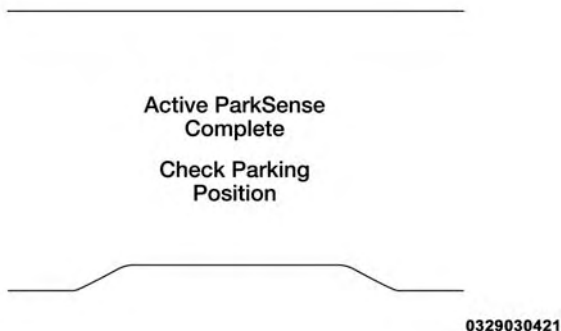 Active ParkSense
Complete
Check Parking
Position
0329030421